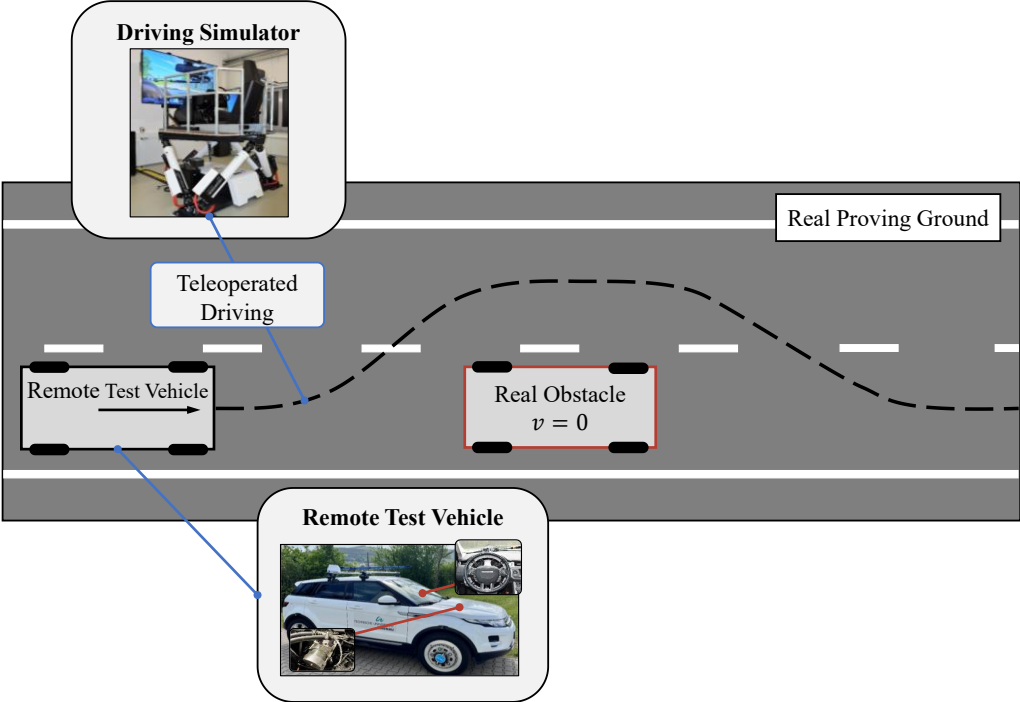 Driving Simulator
Real Proving Ground
Teleoperated
Driving
Remote Test Vehicle
Real Obstacle
v = 0
Remote Test Vehicle